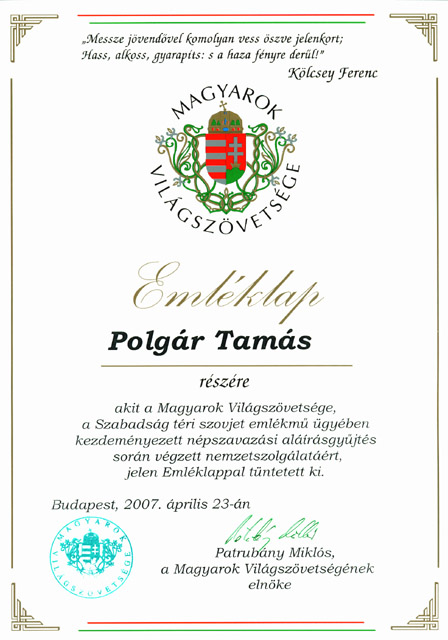 „Messze jövendővel komolyan vess öszve jelenkort;
Hass, alkoss, gyarapíts: s a haza fényre derül!”
Kölcsey Ferenc
MAGYAROK
VILÁGSZÖVETSÉGE
Emléklap
Polgár Tamás
részére
akit a Magyarok Világszövetsége,
a Szabadság téri szovjet emlékmű ügyében
kezdeményezett népszavazási aláírásgyűjtés
során végzett nemzetszolgálatáért,
jelen Emléklappal tüntetett ki.
Budapest, 2007. április 23-án
MAGYAROK
VILÁGSZÖVETSÉGE
Patrubány Miklós,
a Magyarok Világszövetségének
elnöke